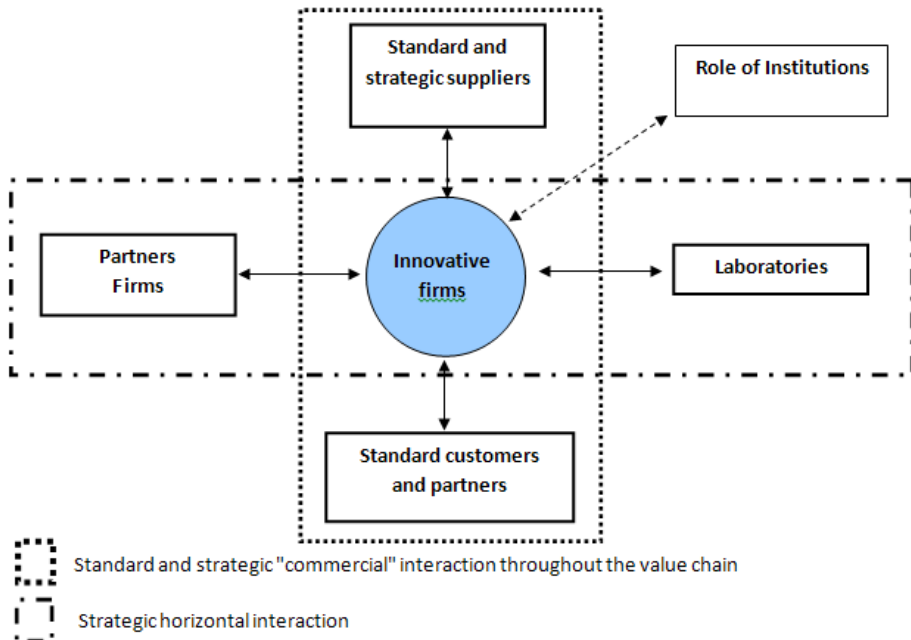 Standard and
strategic suppliers
Role of Institutions
Partners
Firms
Innovative
firms
Laboratories
Standard customers
and partners
Standard and strategic "commercial" interaction throughout the value chain
Strategic horizontal interaction